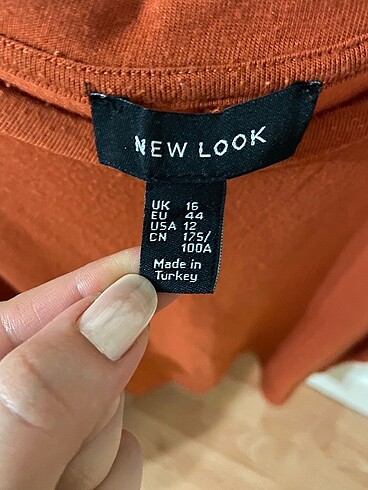 NEW LOOK
UK 16
EU 44
USA 12
CN 175/
100A
Made in
Turkey